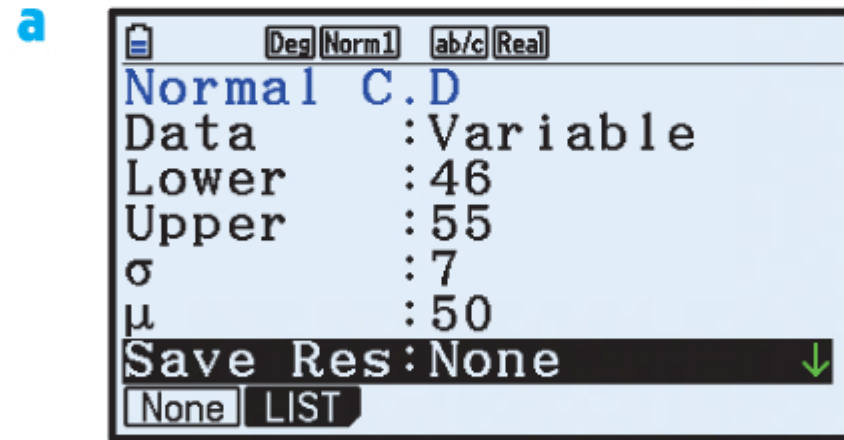 a
Deg Norm1 ab/c Real
Normal C.D
Data :Variable
Lower :46
Upper :55
σ :7
μ :50
Save Res:None
None LIST